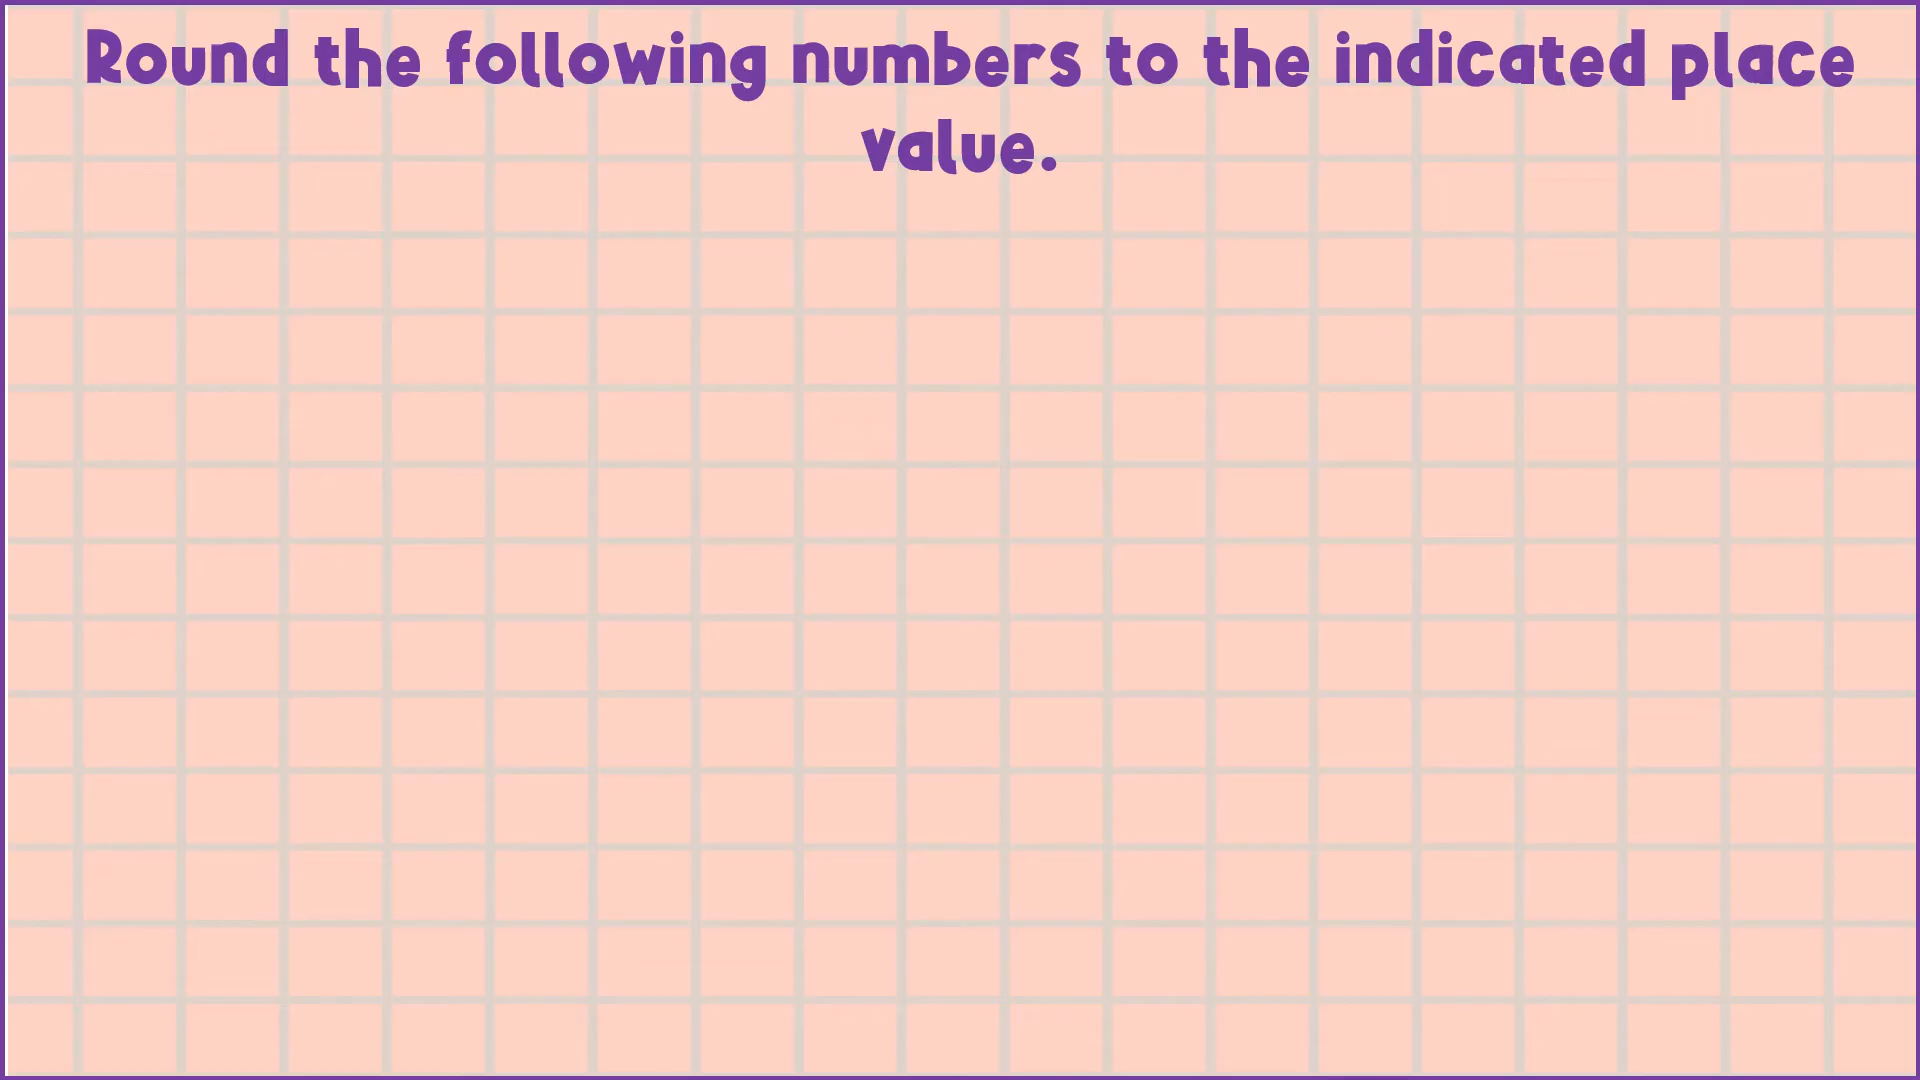 Round the following numbers to the indicated place
value.